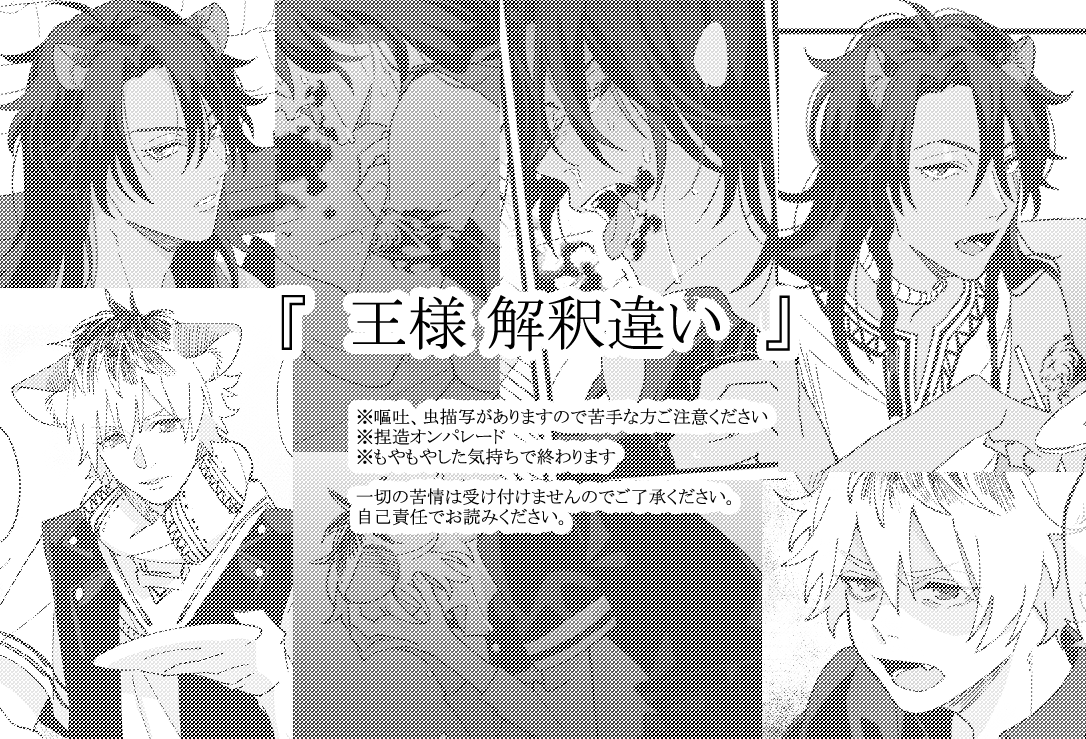 『 王様 解釈違い 』
※嘔吐、虫描写がありますので苦手な方ご注意ください
※捏造オンパレード
※もやもやした気持ちで終わります
一切の苦情は受け付けませんのでご了承ください。
自己責任でお読みください。